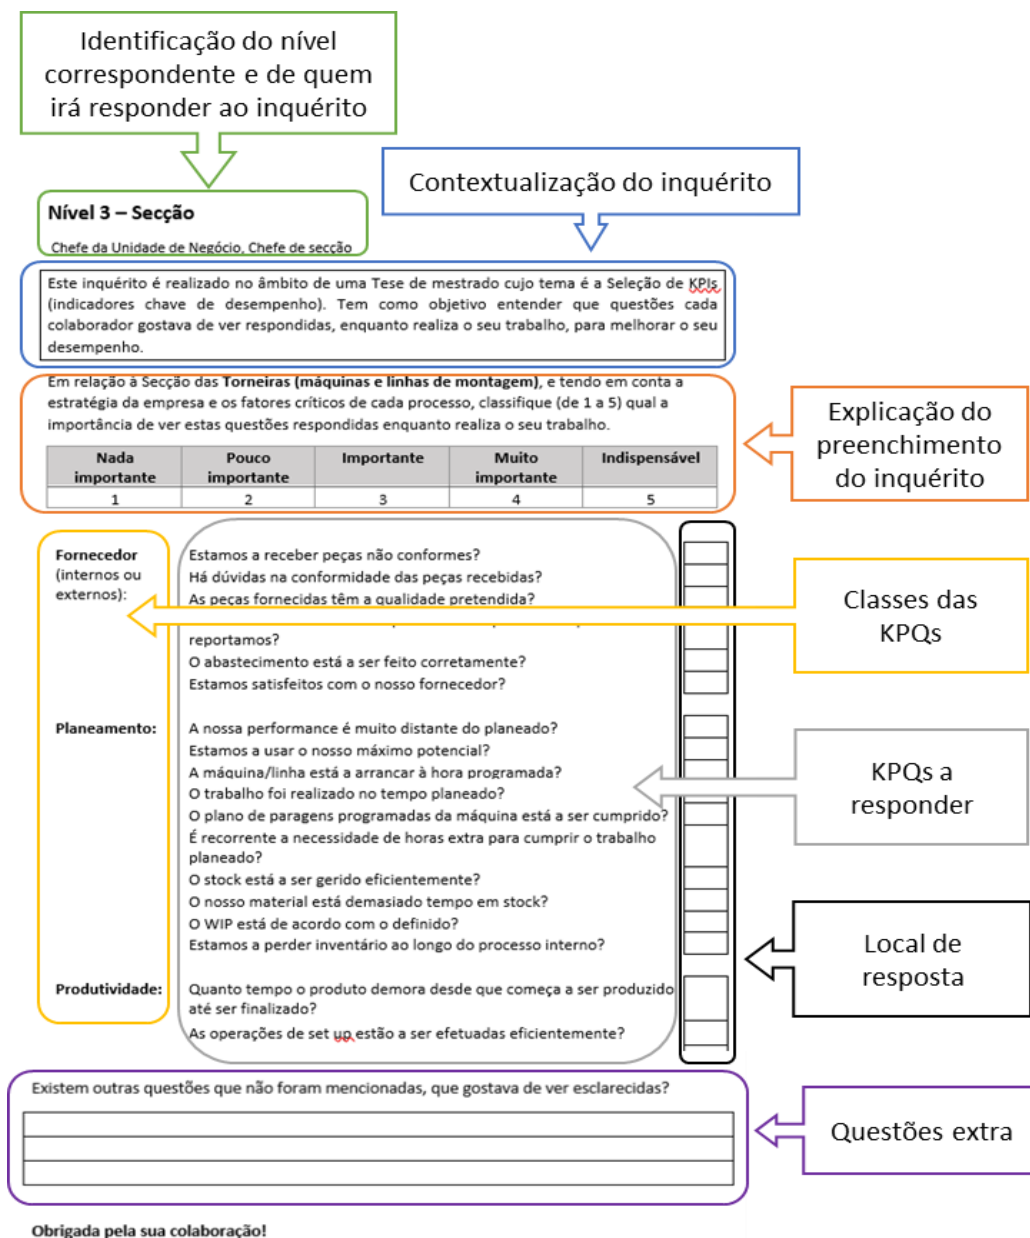 Identificação do nível
correspondente e de quem
irá responder ao inquérito
Contextualização do inquérito
Nível 3 – Secção
Chefe da Unidade de Negócio, Chefe de secção
Este inquérito é realizado no âmbito de uma Tese de mestrado cujo tema é a Seleção de KPIs
(indicadores chave de desempenho). Tem como objetivo entender que questões cada
colaborador gostava de ver respondidas, enquanto realiza o seu trabalho, para melhorar o seu
desempenho.
Em relação à Secção das Torneiras (máquinas e linhas de montagem), e tendo em conta a
estratégia da empresa e os fatores críticos de cada processo, classifique (de 1 a 5) qual a
importância de ver estas questões respondidas enquanto realiza o seu trabalho.
Explicação do
preenchimento
do inquérito
Nada importante Pouco importante Importante Muito importante Indispensável
1 2 3 4 5
Fornecedor
(internos ou
externos):
Estamos a receber peças não conformes?
Há dúvidas na conformidade das peças recebidas?
As peças fornecidas têm a qualidade pretendida?
reportamos?
O abastecimento está a ser feito corretamente?
Estamos satisfeitos com o nosso fornecedor?
Classes das
KPQs
Planeamento:
A nossa performance é muito distante do planeado?
Estamos a usar o nosso máximo potencial?
A máquina/linha está a arrancar à hora programada?
O trabalho foi realizado no tempo planeado?
O plano de paragens programadas da máquina está a ser cumprido?
É recorrente a necessidade de horas extra para cumprir o trabalho
planeado?
O stock está a ser gerido eficientemente?
O nosso material está demasiado tempo em stock?
O WIP está de acordo com o definido?
Estamos a perder inventário ao longo do processo interno?
KPQs a
responder
Local de
resposta
Produtividade:
Quanto tempo o produto demora desde que começa a ser produzido
até ser finalizado?
As operações de set up estão a ser efetuadas eficientemente?
Existem outras questões que não foram mencionadas, que gostava de ver esclarecidas?
Questões extra
Obrigada pela sua colaboração!